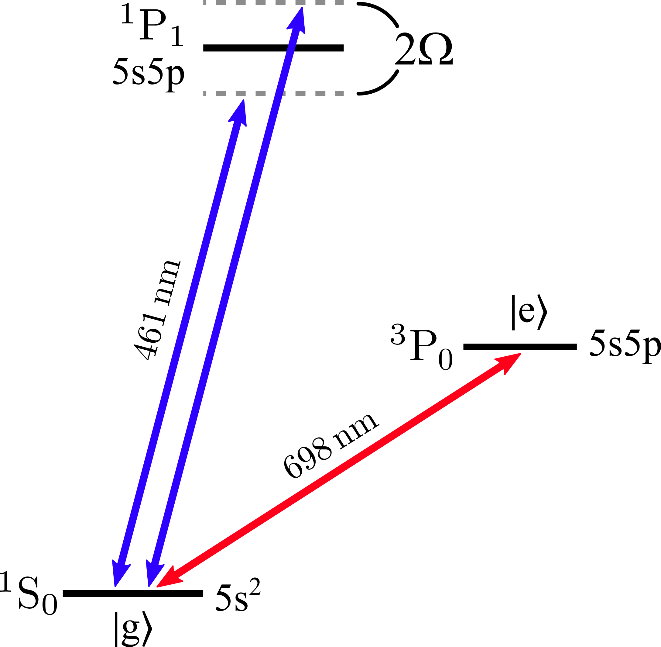 ¹P₁
5s5p
2Ω
461 nm
|e⟩
³P₀
5s5p
698 nm
¹S₀
5s²
|g⟩